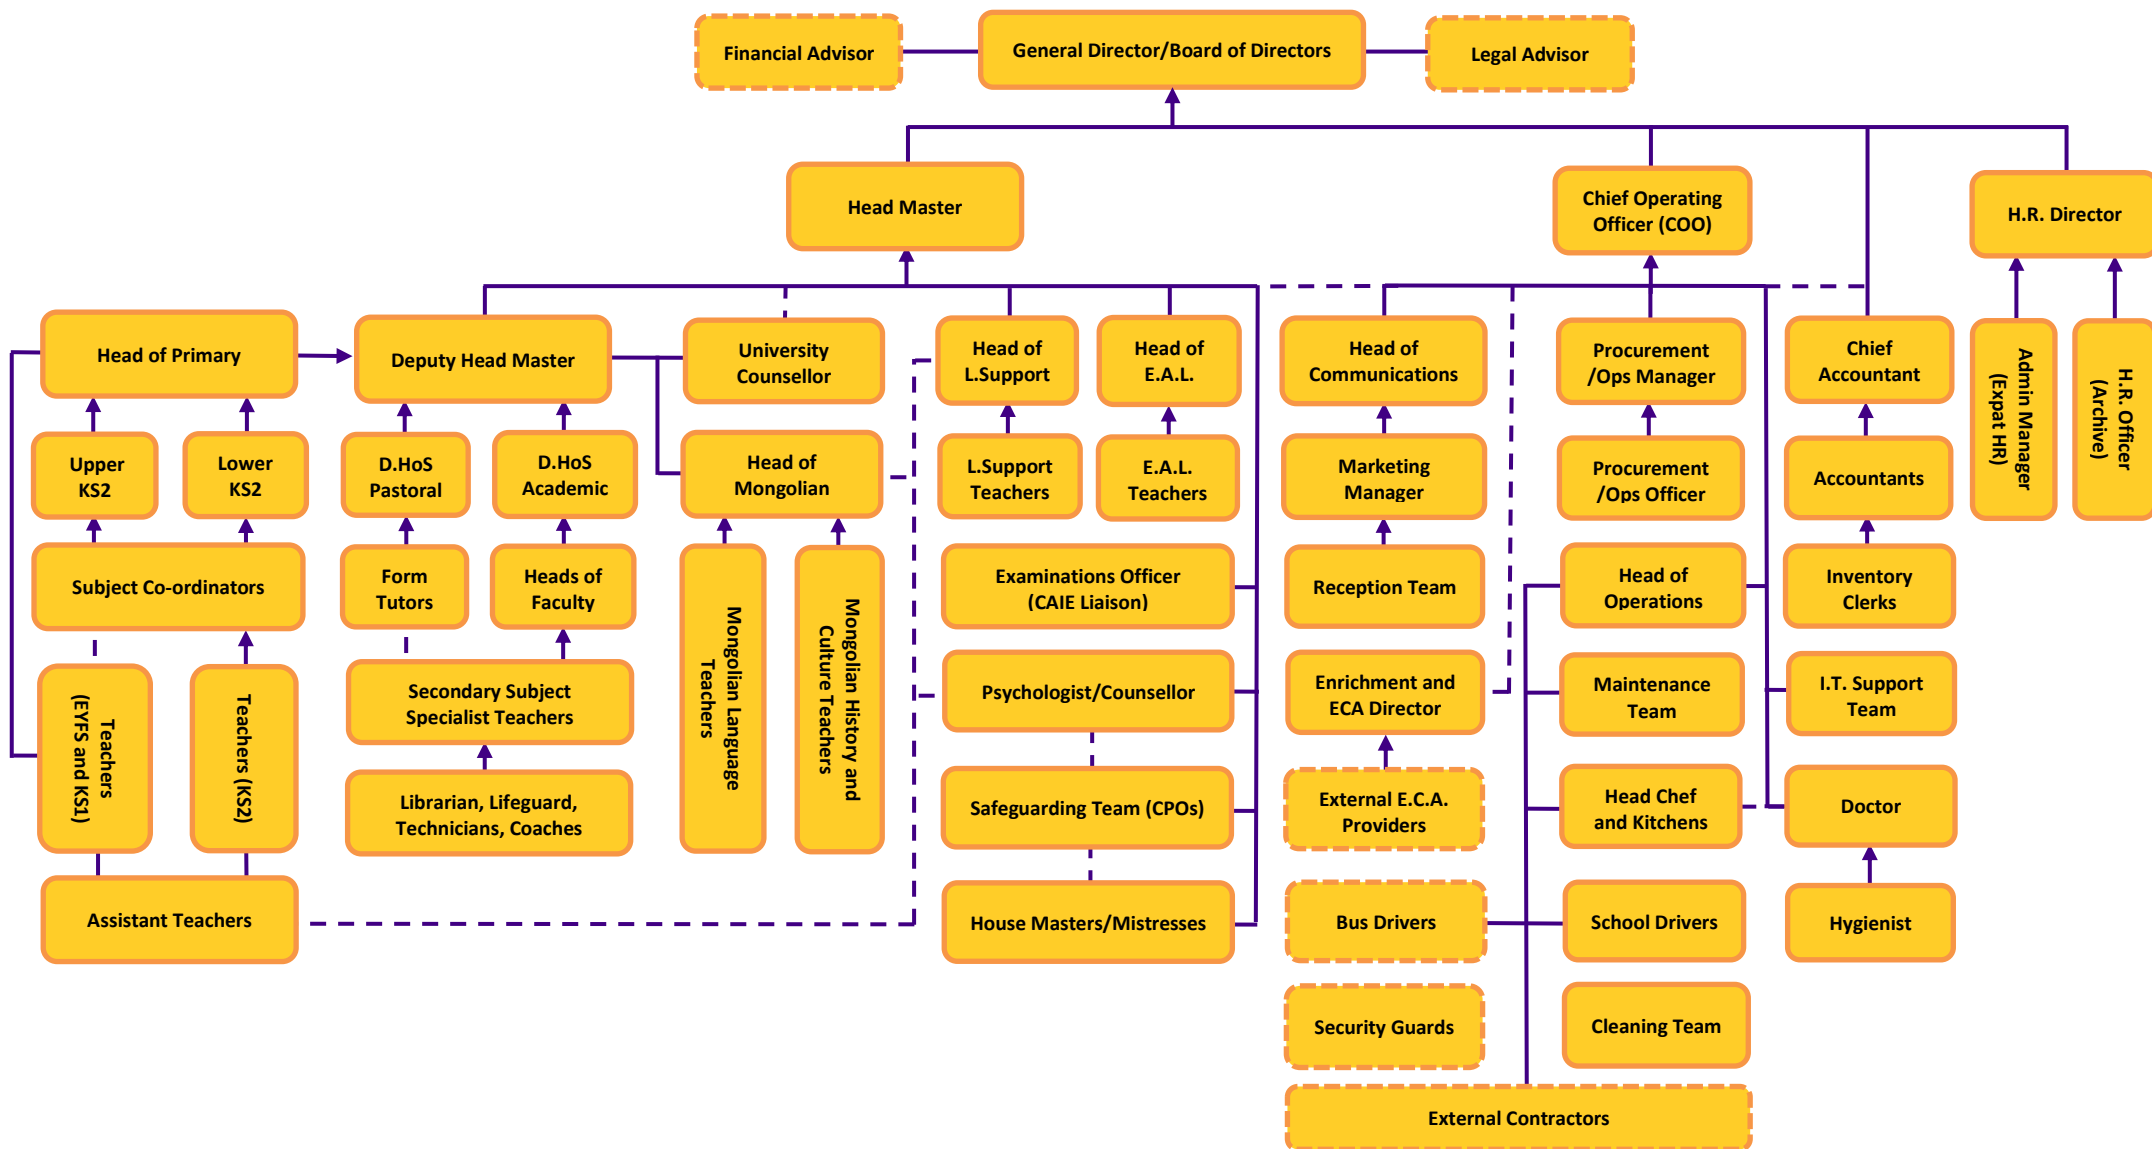 Financial Advisor
General Director/Board of Directors
Legal Advisor
Head Master
Chief Operating
Officer (COO)
H.R. Director
Head of Primary
Deputy Head Master
University
Counsellor
Head of
L.Support
Head of
E.A.L.
Head of
Communications
Procurement
/Ops Manager
Chief
Accountant
Admin Manager
(Expat HR)
H.R. Officer
(Archive)
Upper
KS2
Lower
KS2
D.HoS
Pastoral
D.HoS
Academic
Head of
Mongolian
L.Support
Teachers
E.A.L.
Teachers
Marketing
Manager
Procurement
/Ops Officer
Accountants
Subject Co-ordinators
Form
Tutors
Heads of
Faculty
Mongolian Language
Teachers
Mongolian History and
Culture Teachers
Examinations Officer
(CAIE Liaison)
Reception Team
Head of
Operations
Inventory
Clerks
Teachers
(EYFS and KS1)
Teachers (KS2)
Secondary Subject
Specialist Teachers
Psychologist/Counsellor
Enrichment and
ECA Director
Maintenance
Team
I.T. Support
Team
Librarian, Lifeguard,
Technicians, Coaches
Safeguarding Team (CPOs)
External E.C.A.
Providers
Head Chef
and Kitchens
Doctor
Assistant Teachers
House Masters/Mistresses
Bus Drivers
School Drivers
Hygienist
Security Guards
Cleaning Team
External Contractors